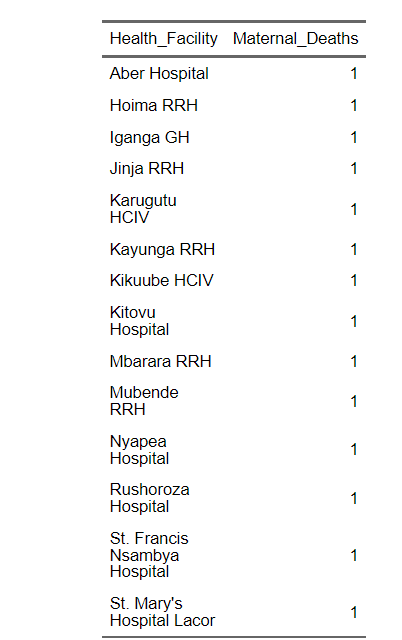 Health_Facility Maternal_Deaths
Aber Hospital 1
Hoima RRH 1
Iganga GH 1
Jinja RRH 1
Karugutu
HCIV 1
Kayunga RRH 1
Kikuube HCIV 1
Kitovu
Hospital 1
Mbarara RRH 1
Mubende
RRH 1
Nyapea
Hospital 1
Rushoroza
Hospital 1
St. Francis
Nsambya 1
Hospital
St. Mary's
Hospital Lacor 1